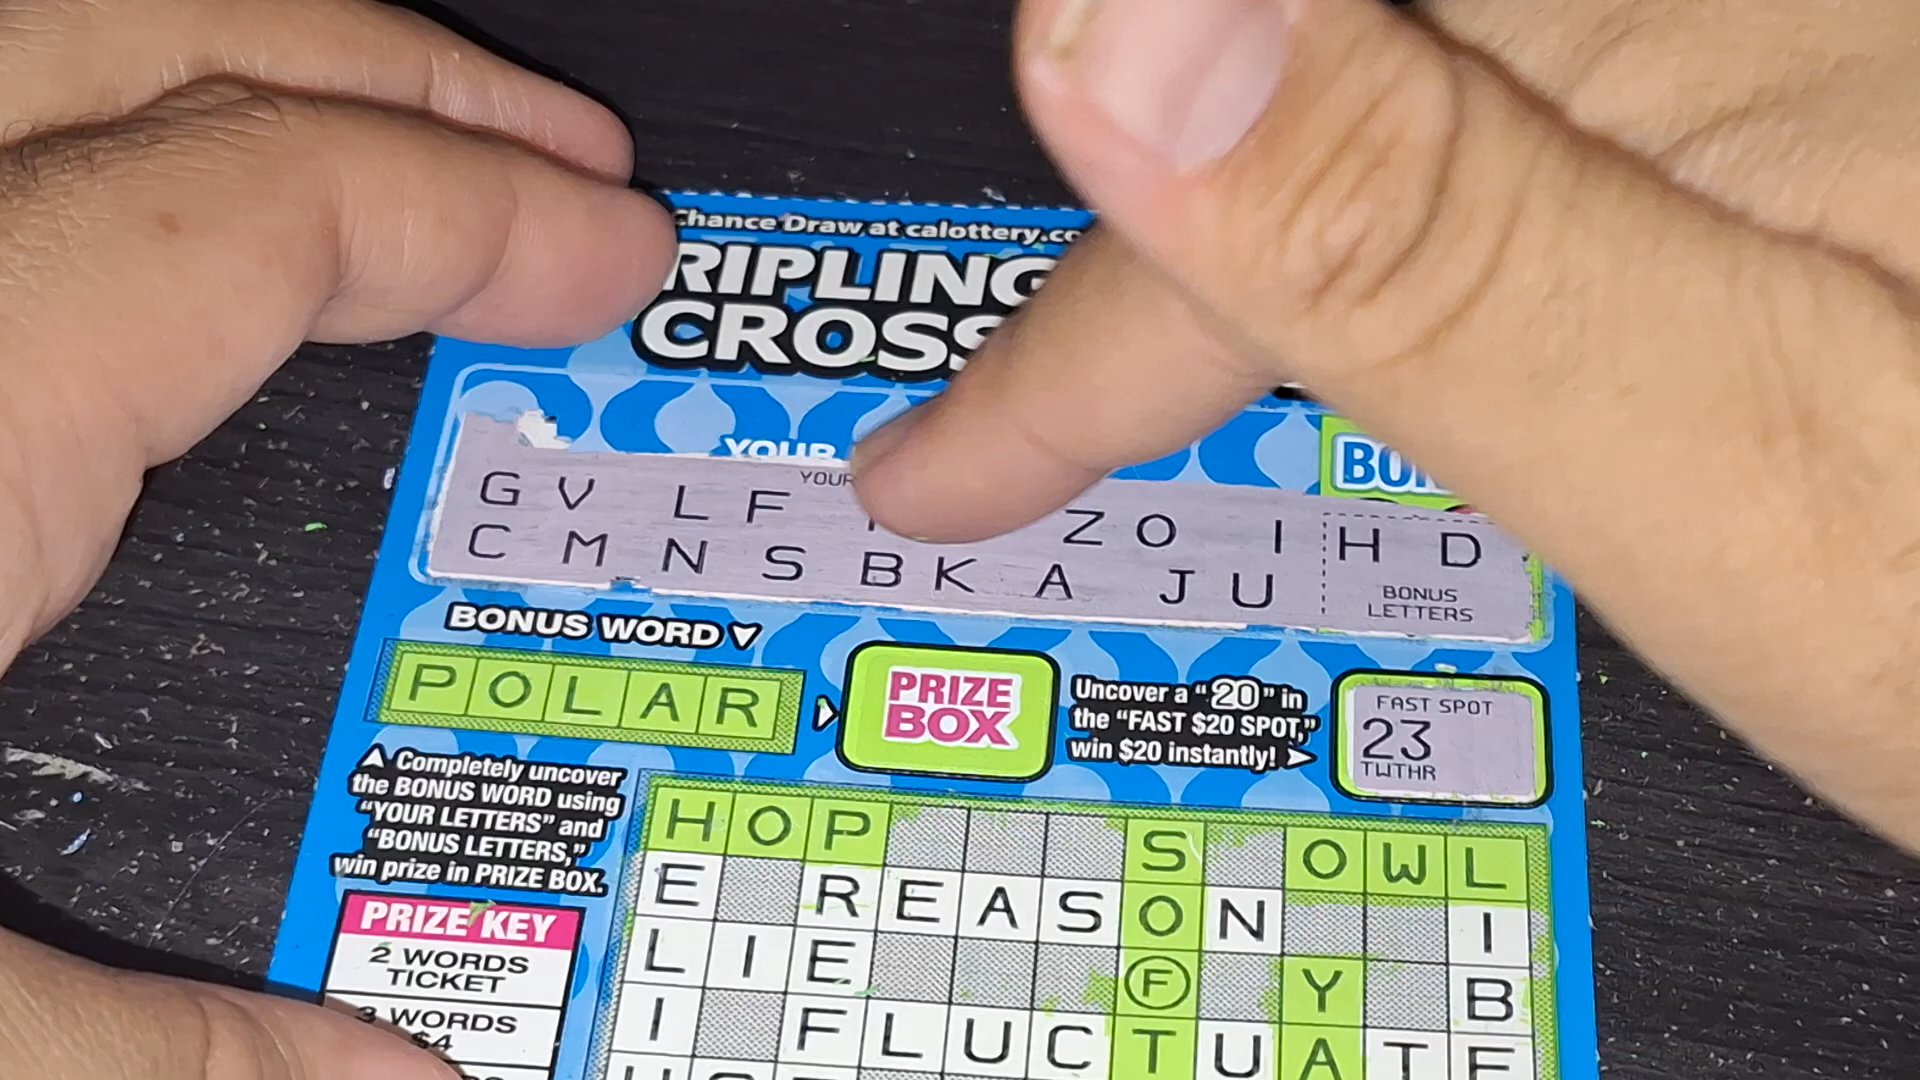 Chance Draw at calottery.co
RIPLING
CROSS
YOUR
BON
YOUR
G V L F Z O I H D
C M N S B K A J U
BONUS
LETTERS
BONUS WORD
POLAR
PRIZE
BOX
Uncover a “20” in
the “FAST $20 SPOT,”
win $20 instantly!
FAST SPOT
23
TWTHR
Completely uncover
the BONUS WORD using
“YOUR LETTERS” and
“BONUS LETTERS,”
win prize in PRIZE BOX.
PRIZE KEY
2 WORDS
TICKET
3 WORDS
$4
HOP S OWL
E REASON I
LIE F Y B
I FLUCTUATE